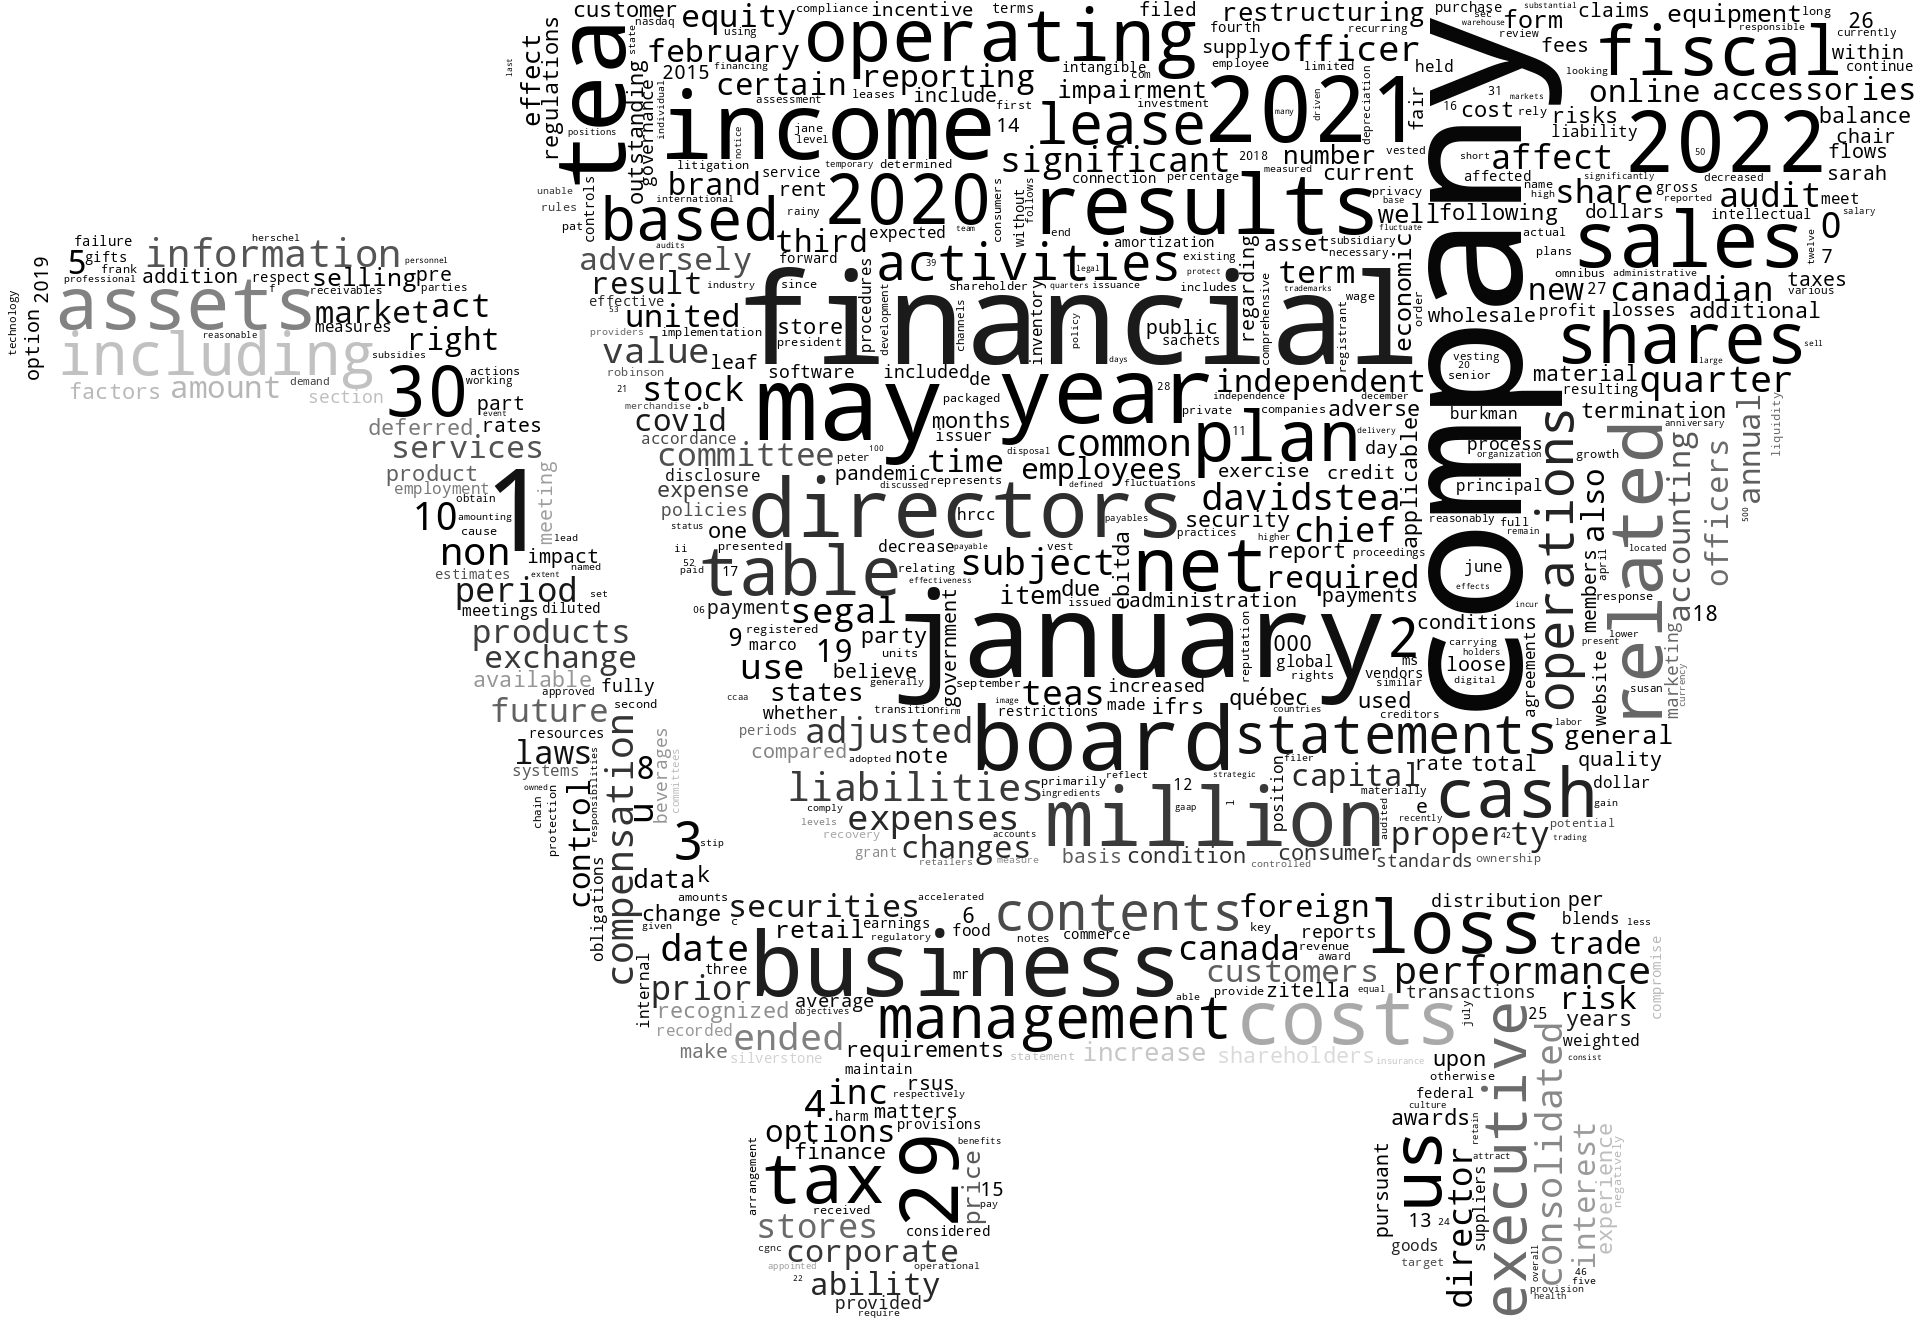 customer
nasdaq
equity
compliance
incentive
terms
filed
restructuring
purchase
substantial
form
claims
equipment
long
26
currently
tea
operating
february
using
state
fourth
recurring
supply
officer
sec
warehouse
review
fees
fiscal
responsible
within
continue
last
effect
regulations
2015
financing
certain
reporting
intangible
com
employee
limited
held
company
looking
online
accessories
individual
assessment
leases
include
first
impairment
investment
many
driven
depreciation
fair
16
31
cost
markets
rely
risks
balance
positions
outstanding
governance
income
notice
jane
level
14
lease
2021
liability
2022
50
chair
litigation
temporary
determined
significant
2018
number
vested
short
affect
affected
flows
sarah
unable
rules
controls
brand
service
rent
international
2020
consumers
connection
percentage
measured
current
privacy
base
name
high
significantly
share
gross
reported
decreased
audit
meet
pat
based
rainy
team
without
follows
results
well
following
dollars
intellectual
salary
0
failure
herschel
5
gifts
frank
information
personnel
audits
third
expected
end
fluctuate
actual
sales
twelve
7
professional
addition
respect
selling
pre
adversely
forward
activities
39
amortization
existing
legal
protect
regarding
asset
subsidiary
necessary
economic
plans
omnibus
administrative
taxes
technology
option
2019
assets
f
receivables
parties
result
industry
since
procedures
development
shareholder
quarters
issuance
includes
term
trademarks
wage
order
new
27
canadian
various
reasonable
market
act
measures
effective
53
united
store
president
financial
channels
inventory
policy
public
sachets
comprehensive
registrant
wholesale
profit
losses
additional
including
subsidies
right
providers
implementation
value
leaf
days
vesting
20
senior
shares
large
sell
factors
amount
demand
section
30
actions
working
robinson
21
stock
software
included
de
may
year
28
independent
independence
december
material
resulting
quarter
part
event
deferred
rates
merchandise
b
covid
packaged
months
private
companies
adverse
burkman
termination
anniversary
annual
liquidity
services
accordance
issuer
common
plan
11
delivery
day
applicable
process
organization
growth
operations
related
product
meeting
committee
peter
100
time
disposal
employees
exercise
credit
employment
obtain
1
disclosure
pandemic
discussed
represents
defined
fluctuations
principal
also
accounting
officers
10
amounting
cause
expense
policies
directors
hrcc
payables
davidstea
security
chief
reasonably
full
remain
500
lead
status
one
practices
higher
non
impact
ii
presented
decrease
payable
vest
report
proceedings
located
estimates
extent
named
52
paid
17
table
relating
effectiveness
subject
ebitda
net
required
june
effects
members
april
period
set
meetings
diluted
06
payment
segal
item
due
issued
administration
payments
incur
response
18
products
9
registered
marco
19
party
units
government
january
reputation
000
2
conditions
carrying
holders
present
lower
exchange
use
believe
global
rights
ms
vendors
similar
loose
digital
agreements
website
susan
marketing
currency
available
approved
fully
second
states
generally
september
teas
increased
québec
used
future
whether
transition
firm
image
restrictions
made
ifrs
countries
creditors
labor
resources
laws
systems
compensation
beverages
committees
periods
adjusted
compared
adopted
note
board
statements
general
quality
owned
chain
protection
control
responsibilities
8
u
liabilities
primarily
ingredients
reflect
strategic
12
gaap
1
position
filer
capital
materially
rate
total
dollar
gain
3
stip
comply
levels
recovery
expenses
accounts
million
audited
e
recently
cash
property
42
potential
trading
grant
changes
retailers
measure
basis
condition
controlled
consumer
standards
ownership
obligations
data
k
amounts
change
given
c
securities
accelerated
6
contents
foreign
loss
distribution
per
blends
less
internal
date
retail
earnings
regulatory
food
notes
key
commerce
canada
reports
revenue
award
trade
compromise
three
prior
business
mr
customers
performance
average
objectives
able
provide
zitella
equal
transactions
risk
recognized
recorded
management
costs
july
25
years
weighted
make
ended
silverstone
requirements
statement
increase
shareholders
insurance
upon
consist
maintain
otherwise
executive
consolidated
4
inc
rsus
respectively
federal
harm
matters
culture
awards
retain
options
provisions
finance
benefits
arrangement
tax
29
price
15
pay
pursuant
us
attract
director
suppliers
interest
experience
negatively
received
stores
considered
13
24
cgnc
corporate
goods
appointed
operational
target
overall
22
ability
46
five
provision
health
provided
require